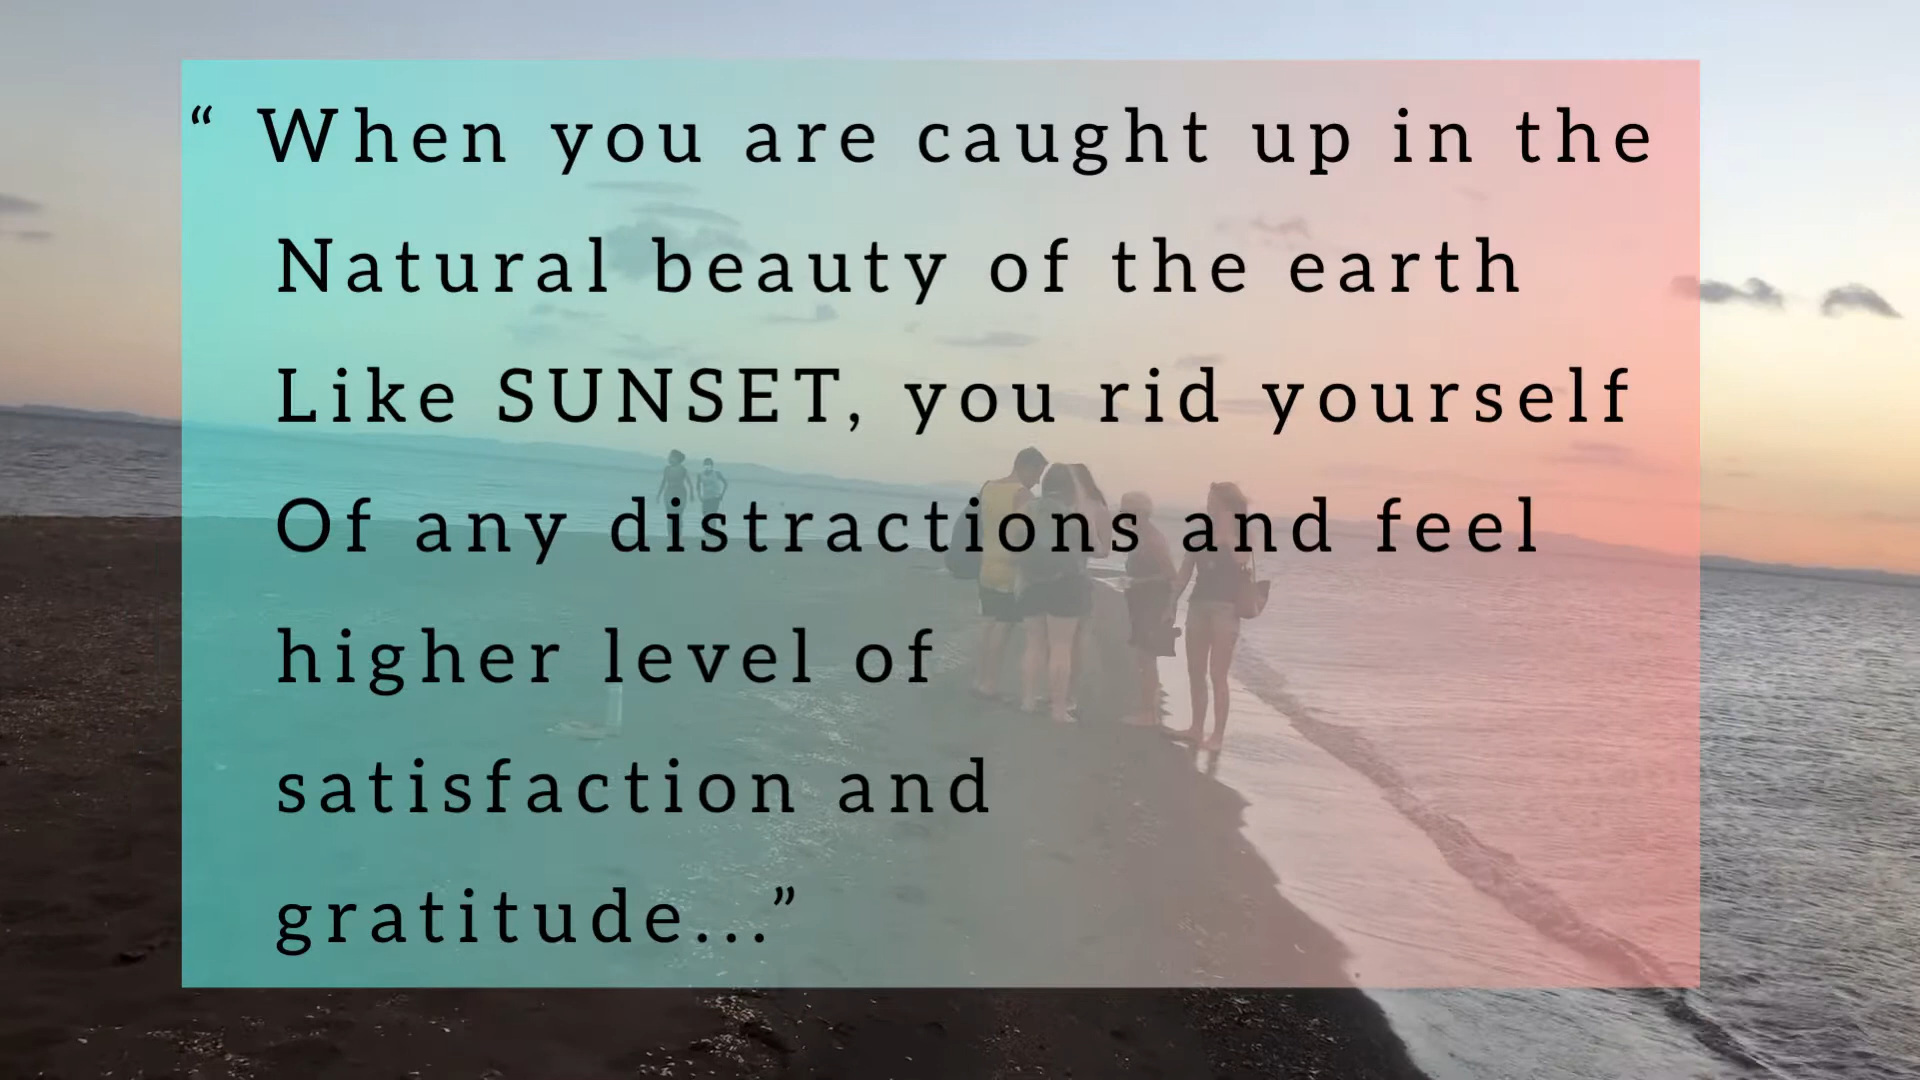 “ When you are caught up in the
Natural beauty of the earth
Like SUNSET, you rid yourself
Of any distractions and feel
higher level of
satisfaction and
gratitude...”